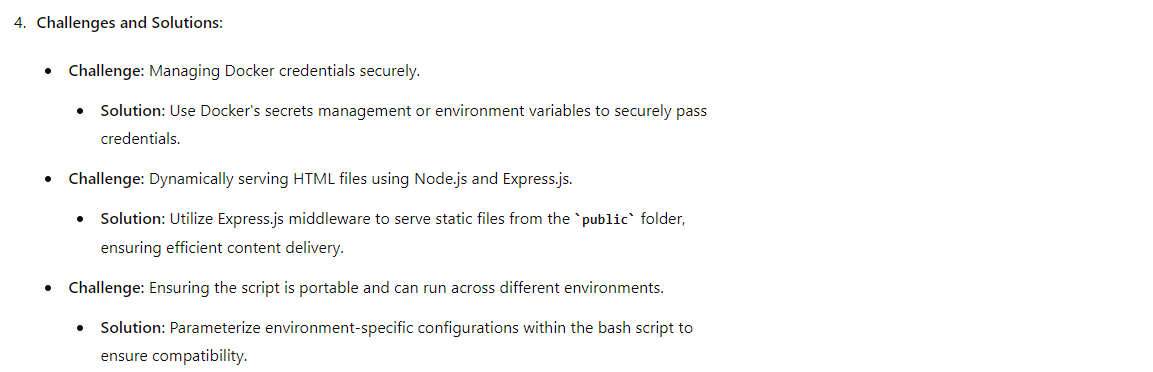 4. Challenges and Solutions:
• Challenge: Managing Docker credentials securely.
• Solution: Use Docker's secrets management or environment variables to securely pass
credentials.
• Challenge: Dynamically serving HTML files using Node.js and Express.js.
• Solution: Utilize Express.js middleware to serve static files from the `public` folder,
ensuring efficient content delivery.
• Challenge: Ensuring the script is portable and can run across different environments.
• Solution: Parameterize environment-specific configurations within the bash script to
ensure compatibility.